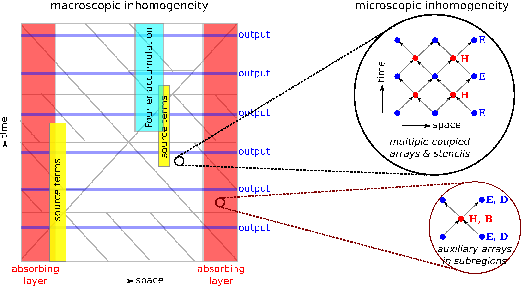 macroscopic inhomogeneity
microscopic inhomogeneity
output
output
output
output
output
output
Fourier accumulation
source terms
source terms
time
space
absorbing
layer
absorbing
layer
E
H
E
H
E
time
space
multiple coupled
arrays & stencils
E, D
H, B
E, D
auxiliary arrays
in subregions